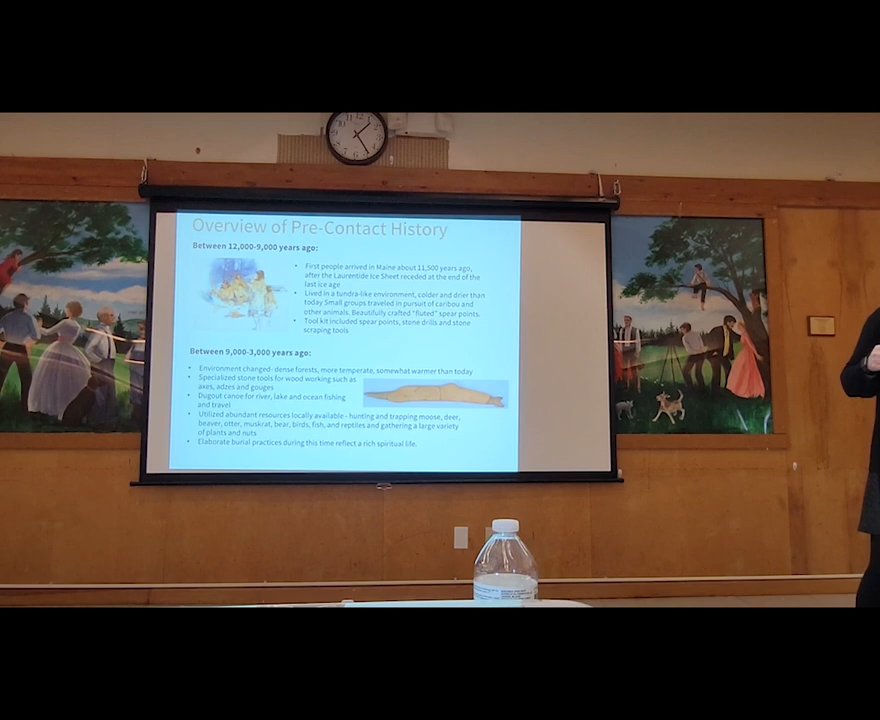 Overview of Pre-Contact History
Between 12,000-9,000 years ago:
• First people arrived in Maine about 11,500 years ago,
after the Laurentide Ice Sheet receded at the end of the
last ice age
• Lived in a tundra-like environment, colder and drier than
today Small groups traveled in pursuit of caribou and
other animals. Beautifully crafted "fluted" spear points.
• Tool kit included spear points, stone drills and stone
scraping tools
Between 9,000-3,000 years ago:
• Environment changed- dense forests, more temperate, somewhat warmer than today
• Specialized stone tools for wood working such as
axes, adzes and gouges
• Dugout canoe for river, lake and ocean fishing
and travel
• Utilized abundant resources locally available - hunting and trapping moose, deer,
beaver, otter, muskrat, bear, birds, fish, and reptiles and gathering a large variety
of plants and nuts
• Elaborate burial practices during this time reflect a rich spiritual life.